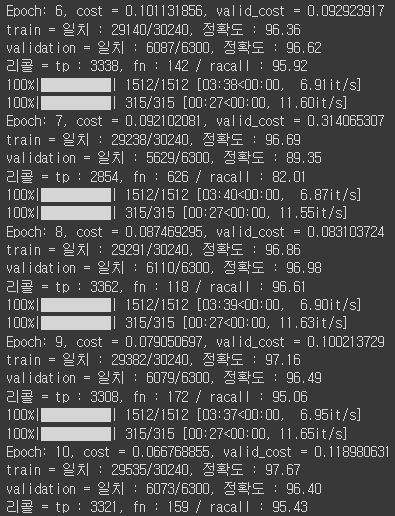 Epoch: 6, cost = 0.101131856, valid_cost = 0.092923917
train = 일치 : 29140/30240, 정확도 : 96.36
validation = 일치 : 6087/6300, 정확도 : 96.62
리콜 = tp : 3338, fn : 142 / racall : 95.92
100%|██████████| 1512/1512 [03:38<00:00, 6.91it/s]
100%|██████████| 315/315 [00:27<00:00, 11.60it/s]
Epoch: 7, cost = 0.092102081, valid_cost = 0.314065307
train = 일치 : 29238/30240, 정확도 : 96.69
validation = 일치 : 5629/6300, 정확도 : 89.35
리콜 = tp : 2854, fn : 626 / racall : 82.01
100%|██████████| 1512/1512 [03:40<00:00, 6.87it/s]
100%|██████████| 315/315 [00:27<00:00, 11.55it/s]
Epoch: 8, cost = 0.087469295, valid_cost = 0.083103724
train = 일치 : 29291/30240, 정확도 : 96.86
validation = 일치 : 6110/6300, 정확도 : 96.98
리콜 = tp : 3362, fn : 118 / racall : 96.61
100%|██████████| 1512/1512 [03:39<00:00, 6.90it/s]
100%|██████████| 315/315 [00:27<00:00, 11.63it/s]
Epoch: 9, cost = 0.079050697, valid_cost = 0.100213729
train = 일치 : 29382/30240, 정확도 : 97.16
validation = 일치 : 6079/6300, 정확도 : 96.49
리콜 = tp : 3308, fn : 172 / racall : 95.06
100%|██████████| 1512/1512 [03:37<00:00, 6.95it/s]
100%|██████████| 315/315 [00:27<00:00, 11.65it/s]
Epoch: 10, cost = 0.066768855, valid_cost = 0.118980631
train = 일치 : 29535/30240, 정확도 : 97.67
validation = 일치 : 6073/6300, 정확도 : 96.40
리콜 = tp : 3321, fn : 159 / racall : 95.43